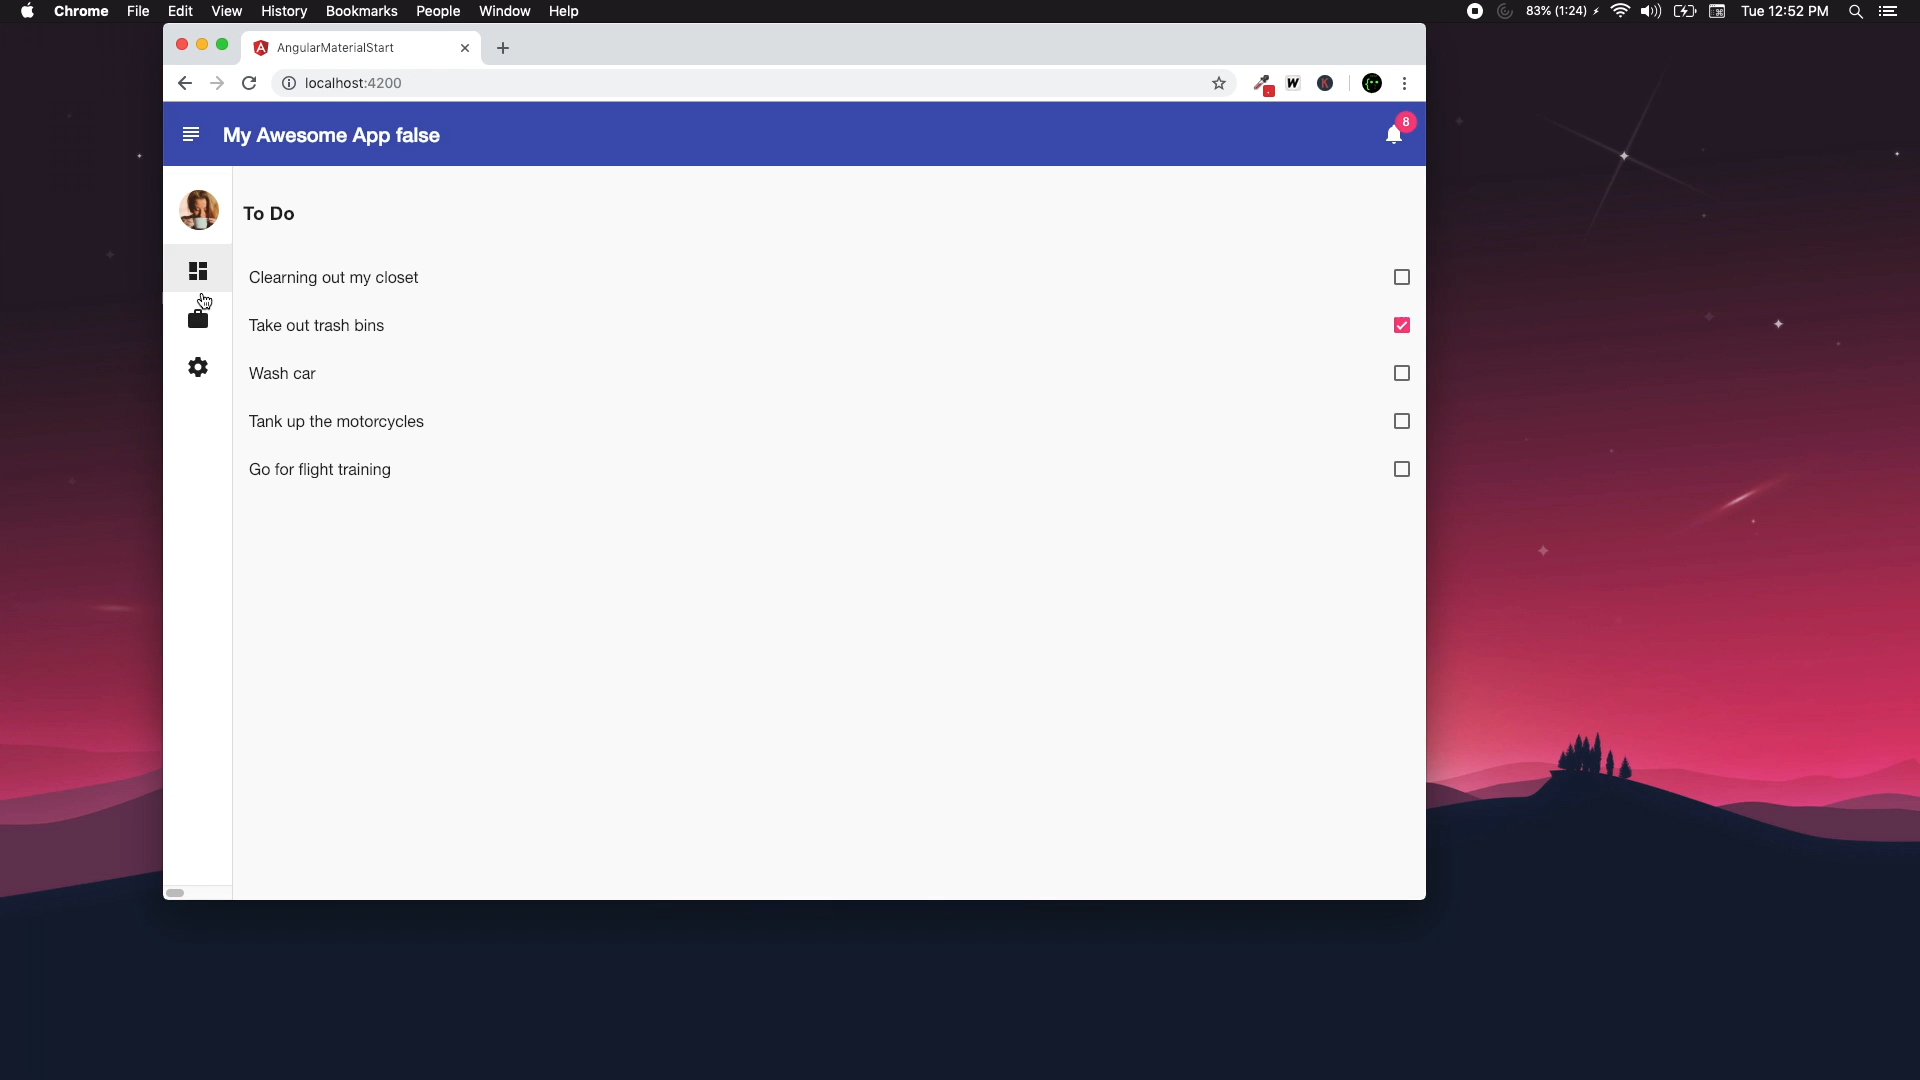 Chrome File Edit View History Bookmarks People Window Help 83% (1:24) Tue 12:52 PM
AngularMaterialStart
localhost:4200 W K
My Awesome App false 8
To Do
Clearning out my closet
Take out trash bins
Wash car
Tank up the motorcycles
Go for flight training